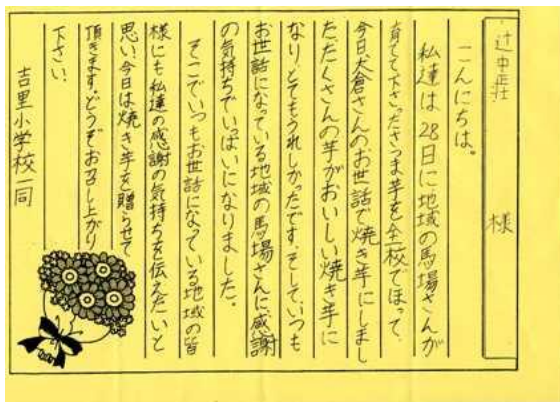 辻中荘 様
こんにちは。
私達は28日に地域の馬場さんが
育てて下さったさつま芋を全校でほって、
今日大倉さんのお世話で焼き芋にしまし
ただくさんの芋がおいしい焼き芋に
なり、とてもうれしかったです。そして、いつも
お世話になっている地域の馬場さんに感謝
の気持ちでいっぱいになりました。
そこでいつもお世話になっている地域の皆
様にも私達の感謝の気持ちを伝えたいと
思い、今日は焼き芋を贈らせて
頂きます。どうぞお召し上がり
下さい。
吉里小学校一同